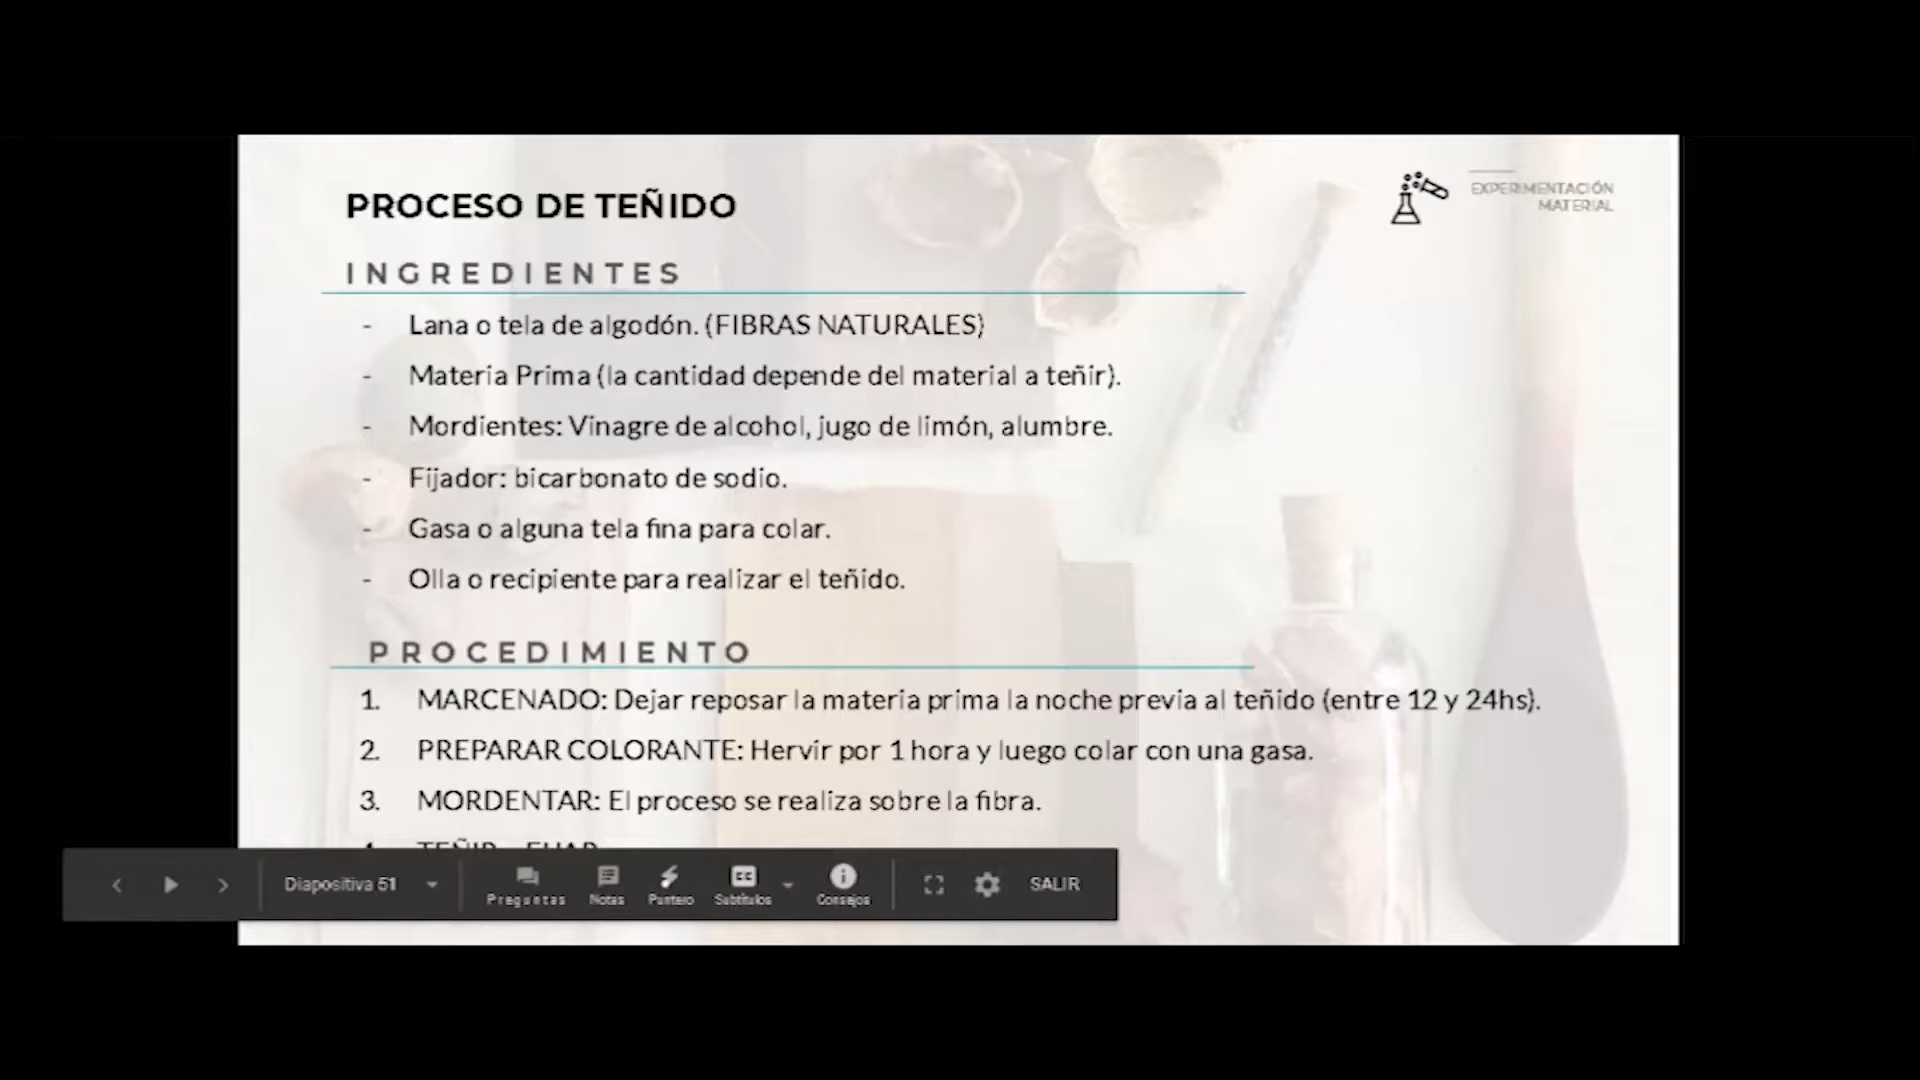 PROCESO DE TEÑIDO
EXPERIMENTACIÓN
MATERIAL
INGREDIENTES
- Lana o tela de algodón. (FIBRAS NATURALES)
- Materia Prima (la cantidad depende del material a teñir).
- Mordientes: Vinagre de alcohol, jugo de limón, alumbre.
- Fijador: bicarbonato de sodio.
- Gasa o alguna tela fina para colar.
- Olla o recipiente para realizar el teñido.
PROCEDIMIENTO
1. MARCENADO: Dejar reposar la materia prima la noche previa al teñido (entre 12 y 24hs).
2. PREPARAR COLORANTE: Hervir por 1 hora y luego colar con una gasa.
3. MORDENTAR: El proceso se realiza sobre la fibra.
4. TEÑIR
Diapositiva 51
Preguntas Notas Puntero Subtítulos Consejos
SALIR